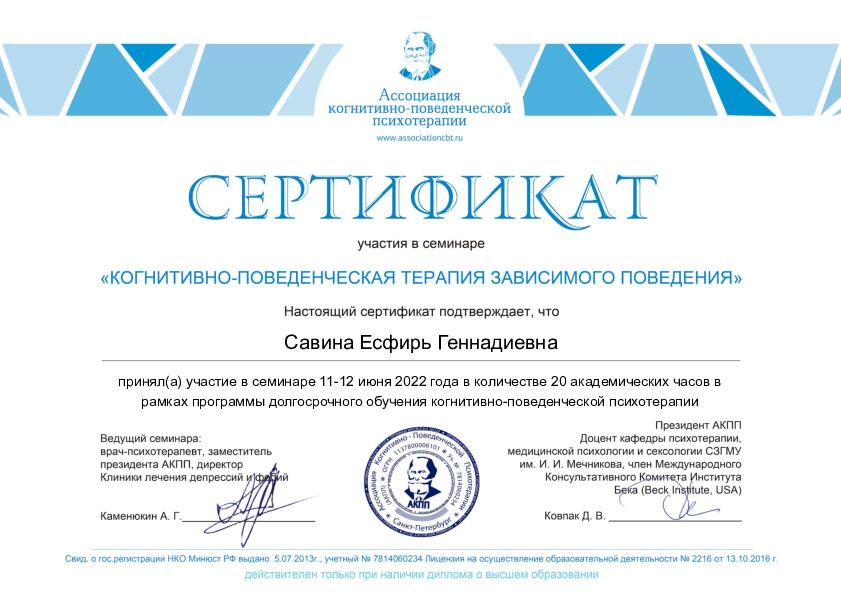 Ассоциация
когнитивно-поведенческой
психотерапии
www.associationcbt.ru
СЕРТИФИКАТ
участия в семинаре
«КОГНИТИВНО-ПОВЕДЕНЧЕСКАЯ ТЕРАПИЯ ЗАВИСИМОГО ПОВЕДЕНИЯ»
Настоящий сертификат подтверждает, что
Савина Есфирь Геннадиевна
принял(а) участие в семинаре 11-12 июня 2022 года в количестве 20 академических часов в
рамках программы долгосрочного обучения когнитивно-поведенческой психотерапии
Ведущий семинара:
врач-психотерапевт, заместитель
президента АКПП, директор
Клиники лечения депрессий и фобий
Каменюкин А. Г.
Ассоциация Когнитивно - Поведенческой Психотерапии
(АКПП) ОГРН 1137800006101 Уч. № 7814060234
АКПП
Санкт-Петербург
Президент АКПП
Доцент кафедры психотерапии,
медицинской психологии и сексологии СЗГМУ
им. И. И. Мечникова, член Международного
Консультативного Комитета Института
Бека (Beck Institute, USA)
Ковпак Д. В.
Свид. о гос.регистрации НКО Минюст РФ выдано 5.07.2013г., учетный № 7814060234 Лицензия на осуществление образовательной деятельности № 2216 от 13.10.2016 г.
действителен только при наличии диплома о высшем образовании